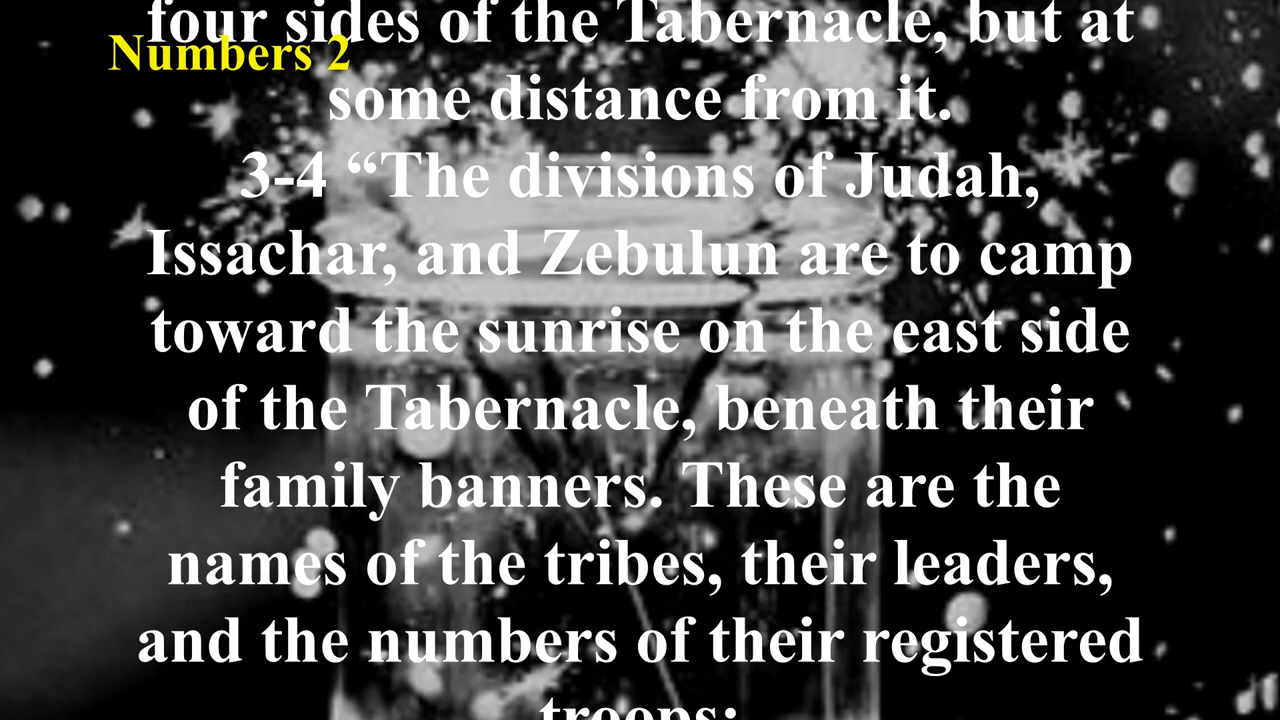 four sides of the Tabernacle, but at
Numbers 2
some distance from it.
3-4 “The divisions of Judah,
Issachar, and Zebulun are to camp
toward the sunrise on the east side
of the Tabernacle, beneath their
family banners. These are the
names of the tribes, their leaders,
and the numbers of their registered
troops: